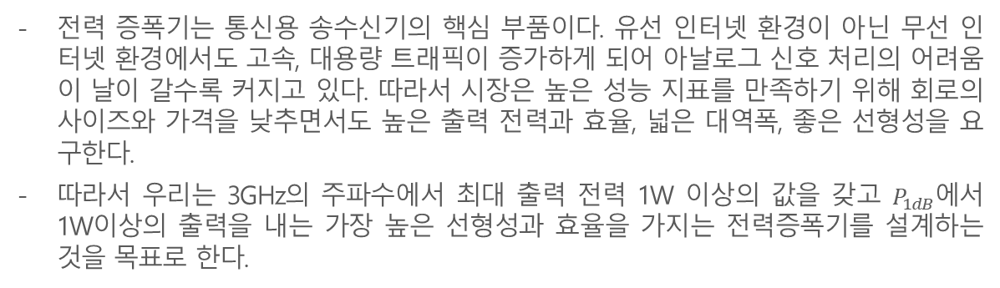 - 전력 증폭기는 통신용 송수신기의 핵심 부품이다. 유선 인터넷 환경이 아닌 무선 인
터넷 환경에서도 고속, 대용량 트래픽이 증가하게 되어 아날로그 신호 처리의 어려움
이 날이 갈수록 커지고 있다. 따라서 시장은 높은 성능 지표를 만족하기 위해 회로의
사이즈와 가격을 낮추면서도 높은 출력 전력과 효율, 넓은 대역폭, 좋은 선형성을 요
구한다.
- 따라서 우리는 3GHz의 주파수에서 최대 출력 전력 1W 이상의 값을 갖고 P1dB에서
1W이상의 출력을 내는 가장 높은 선형성과 효율을 가지는 전력증폭기를 설계하는
것을 목표로 한다.